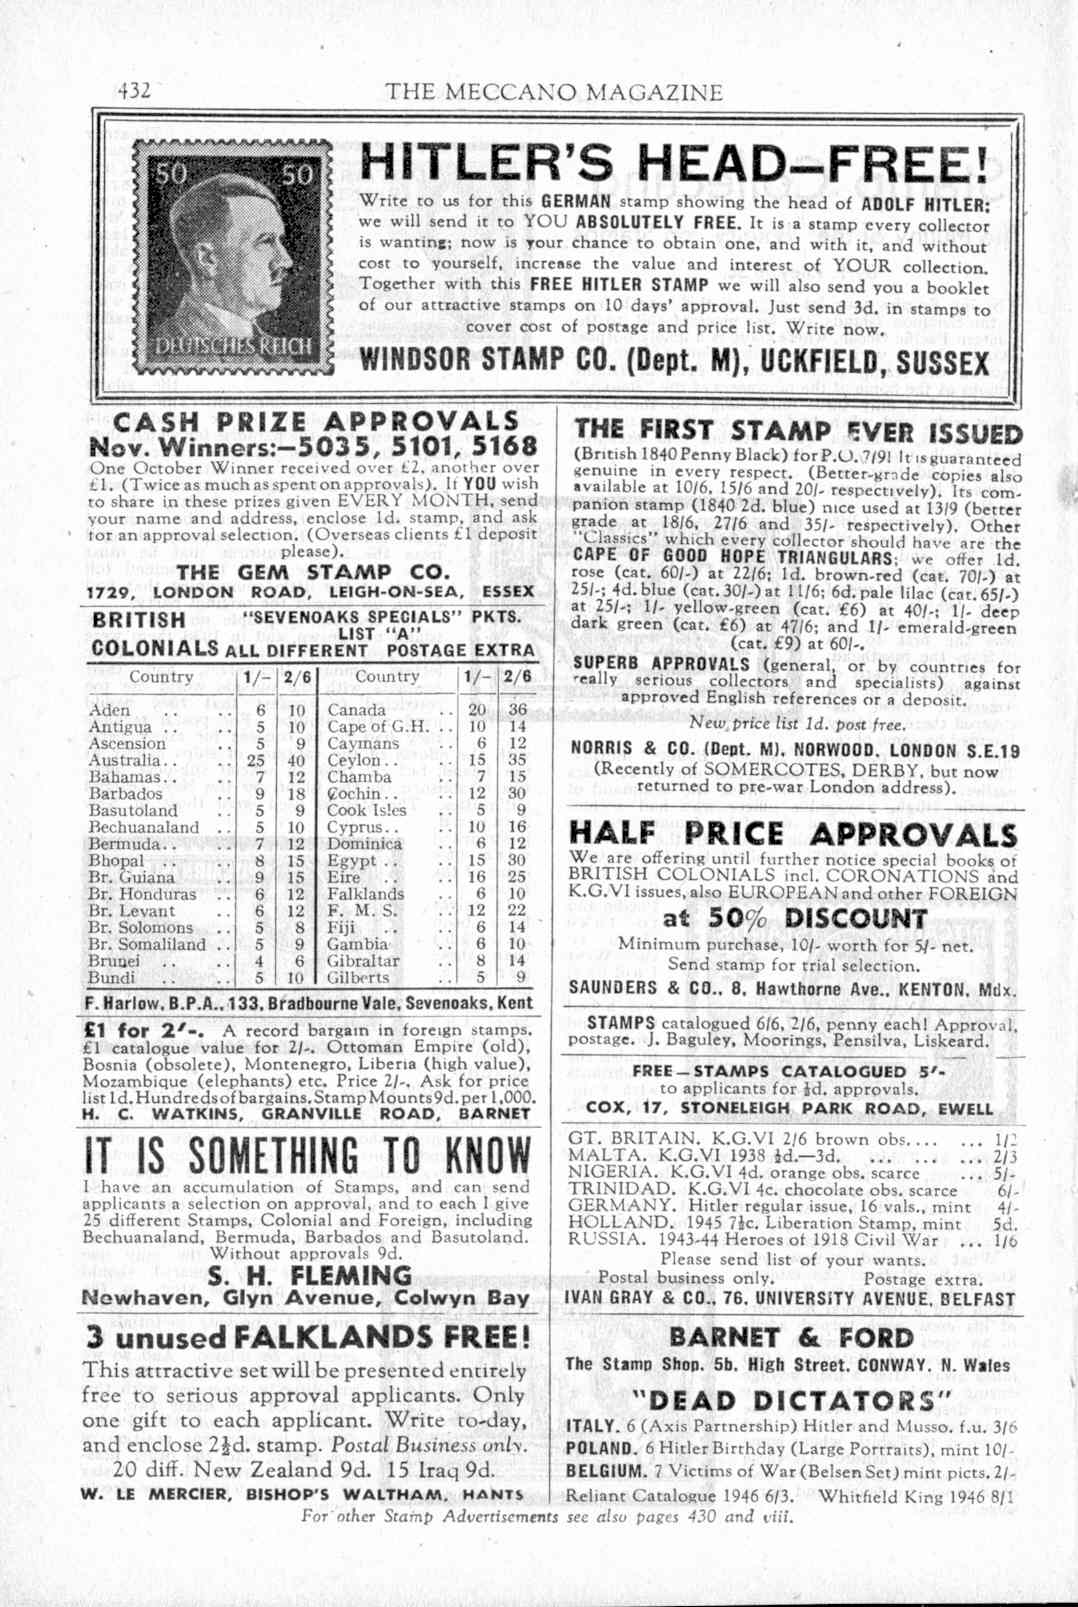 432
THE MECCANO MAGAZINE
50 50
DEUTSCHES REICH
HITLER'S HEAD—FREE!
Write to us for this GERMAN stamp showing the head of ADOLF HITLER;
we will send it to YOU ABSOLUTELY FREE. It is a stamp every collector
is wanting; now is your chance to obtain one, and with it, and without
cost to yourself, increase the value and interest of YOUR collection.
Together with this FREE HITLER STAMP we will also send you a booklet
of our attractive stamps on 10 days' approval. Just send 3d. in stamps to
cover cost of postage and price list. Write now.
WINDSOR STAMP CO. (Dept. M), UCKFIELD, SUSSEX
CASH PRIZE APPROVALS
Nov. Winners:—5035, 5101, 5168
One October Winner received over £2, another over
£1. (Twice as much as spent on approvals). If YOU wish
to share in these prizes given EVERY MONTH, send
your name and address, enclose 1d. stamp, and ask
for an approval selection. (Overseas clients £1 deposit
please).
THE GEM STAMP CO.
1729, LONDON ROAD, LEIGH-ON-SEA, ESSEX
BRITISH "SEVENOAKS SPECIALS" PKTS.
LIST "A"
COLONIALS ALL DIFFERENT POSTAGE EXTRA
Country 1/- 2/6 Country 1/- 2/6
Aden .. .. 6 10 Canada .. 20 36
Antigua .. .. 5 10 Cape of G.H. .. 10 14
Ascension .. 5 9 Caymans .. 6 12
Australia .. .. 25 40 Ceylon .. .. 15 35
Bahamas .. .. 7 12 Chamba .. 7 15
Barbados .. 9 18 Cochin .. .. 12 30
Basutoland .. 5 9 Cook Isles .. 5 9
Bechuanaland .. 5 10 Cyprus .. .. 10 16
Bermuda .. .. 7 12 Dominica .. 6 12
Bhopal .. .. 8 15 Egypt .. .. 15 30
Br. Guiana .. 9 15 Eire .. .. 16 25
Br. Honduras .. 6 12 Falklands .. 6 10
Br. Levant .. 6 12 F. M. S. .. 12 22
Br. Solomons .. 5 8 Fiji .. .. 6 14
Br. Somaliland .. 5 9 Gambia .. 6 10
Brunei .. .. 4 6 Gibraltar .. 8 14
Bundi .. .. 5 10 Gilberts .. 5 9
F. Harlow, B.P.A., 133, Bradbourne Vale, Sevenoaks, Kent
£1 for 2/-. A record bargain in foreign stamps.
£1 catalogue value for 2/-. Ottoman Empire (old),
Bosnia (obsolete), Montenegro, Liberia (high value),
Mozambique (elephants) etc. Price 2/-. Ask for price
list 1d. Hundreds of bargains. Stamp Mounts 9d. per 1,000.
H. C. WATKINS, GRANVILLE ROAD, BARNET
IT IS SOMETHING TO KNOW
I have an accumulation of Stamps, and can send
applicants a selection on approval, and to each I give
25 different Stamps, Colonial and Foreign, including
Bechuanaland, Bermuda, Barbados and Basutoland.
Without approvals 9d.
S. H. FLEMING
Newhaven, Glyn Avenue, Colwyn Bay
3 unused FALKLANDS FREE!
This attractive set will be presented entirely
free to serious approval applicants. Only
one gift to each applicant. Write to-day,
and enclose 2½d. stamp. Postal Business only.
20 diff. New Zealand 9d. 15 Iraq 9d.
W. LE MERCIER, BISHOP'S WALTHAM, HANTS
THE FIRST STAMP EVER ISSUED
(British 1840 Penny Black) for P.O. 7/9! It is guaranteed
genuine in every respect. (Better-grade copies also
available at 10/6, 15/6 and 20/- respectively). Its com-
panion stamp (1840 2d. blue) nice used at 13/9 (better
grade at 18/6, 27/6 and 35/- respectively). Other
"Classics" which every collector should have are the
CAPE OF GOOD HOPE TRIANGULARS; we offer 1d.
rose (cat. 60/-) at 22/6; 1d. brown-red (cat. 70/-) at
25/-; 4d. blue (cat. 30/-) at 11/6; 6d. pale lilac (cat. 65/-)
at 25/-; 1/- yellow-green (cat. £6) at 40/-; 1/- deep
dark green (cat. £6) at 47/6; and 1/- emerald-green
(cat. £9) at 60/-.
SUPERB APPROVALS (general, or by countries for
really serious collectors and specialists) against
approved English references or a deposit.
New price list 1d. post free.
NORRIS & CO. (Dept. M), NORWOOD, LONDON S.E.19
(Recently of SOMERCOTES, DERBY, but now
returned to pre-war London address).
HALF PRICE APPROVALS
We are offering until further notice special books of
BRITISH COLONIALS incl. CORONATIONS and
K.G.VI issues, also EUROPEAN and other FOREIGN
at 50% DISCOUNT
Minimum purchase, 10/- worth for 5/- net.
Send stamp for trial selection.
SAUNDERS & CO., 8, Hawthorne Ave., KENTON, Mdx.
STAMPS catalogued 6/6, 2/6, penny each! Approval,
postage. J. Baguley, Moorings, Pensilva, Liskeard.
FREE—STAMPS CATALOGUED 5/-
to applicants for ½d. approvals.
COX, 17, STONELEIGH PARK ROAD, EWELL
GT. BRITAIN. K.G.VI 2/6 brown obs.... ... 1/2
MALTA. K.G.VI 1938 ½d.—3d. ... ... ... 2/3
NIGERIA. K.G.VI 4d. orange obs. scarce ... 5/-
TRINIDAD. K.G.VI 4c. chocolate obs. scarce 6/-
GERMANY. Hitler regular issue, 16 vals., mint 4/-
HOLLAND. 1945 7½c. Liberation Stamp, mint 5d.
RUSSIA. 1943-44 Heroes of 1918 Civil War ... 1/6
Please send list of your wants.
Postal business only. Postage extra.
IVAN GRAY & CO., 76, UNIVERSITY AVENUE, BELFAST
BARNET & FORD
The Stamp Shop, 5b, High Street, CONWAY, N. Wales
"DEAD DICTATORS"
ITALY. 6 (Axis Partnership) Hitler and Musso. f.u. 3/6
POLAND. 6 Hitler Birthday (Large Portraits), mint 10/-
BELGIUM. 7 Victims of War (Belsen Set) mint picts. 2/-
Reliant Catalogue 1946 6/3. Whitfield King 1946 8/1
For other Stamp Advertisements see also pages 430 and viii.